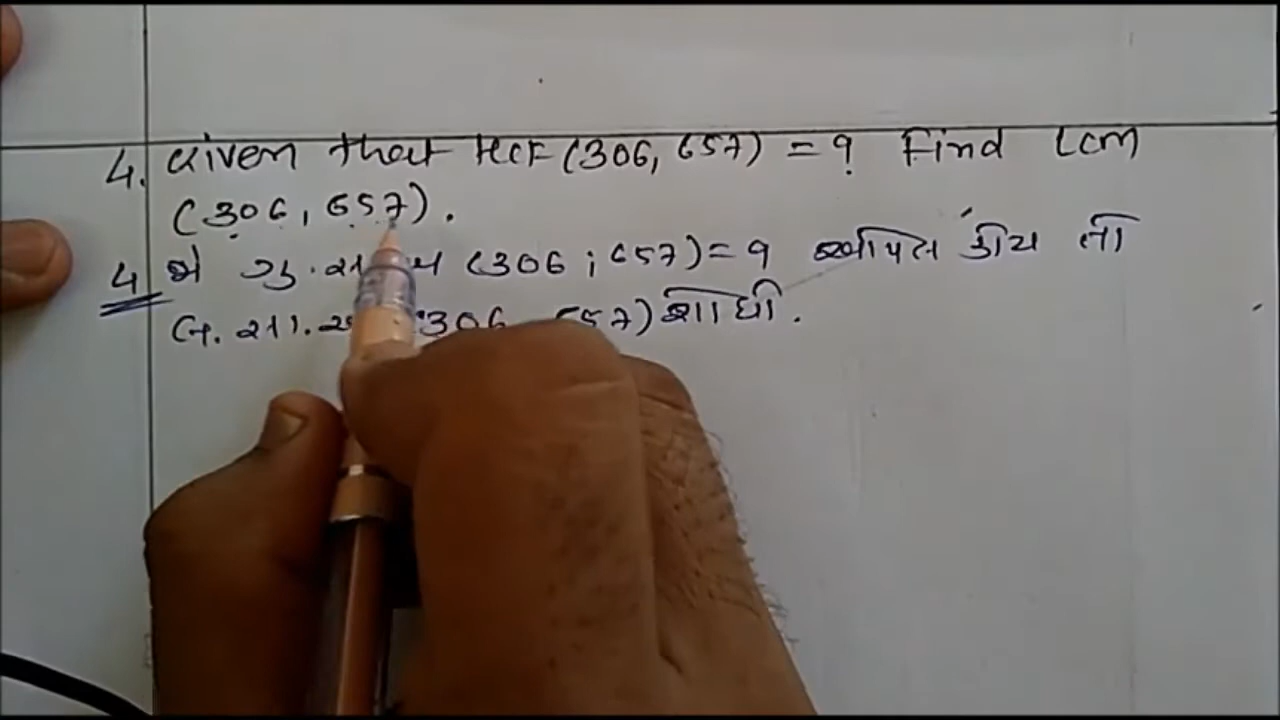 4. Given that HCF (306, 657) = 9 Find LCM
(306, 657).
4 જો (306 ; 657) = 9 આપેલ હોય તો
(306, 657) શોધો.